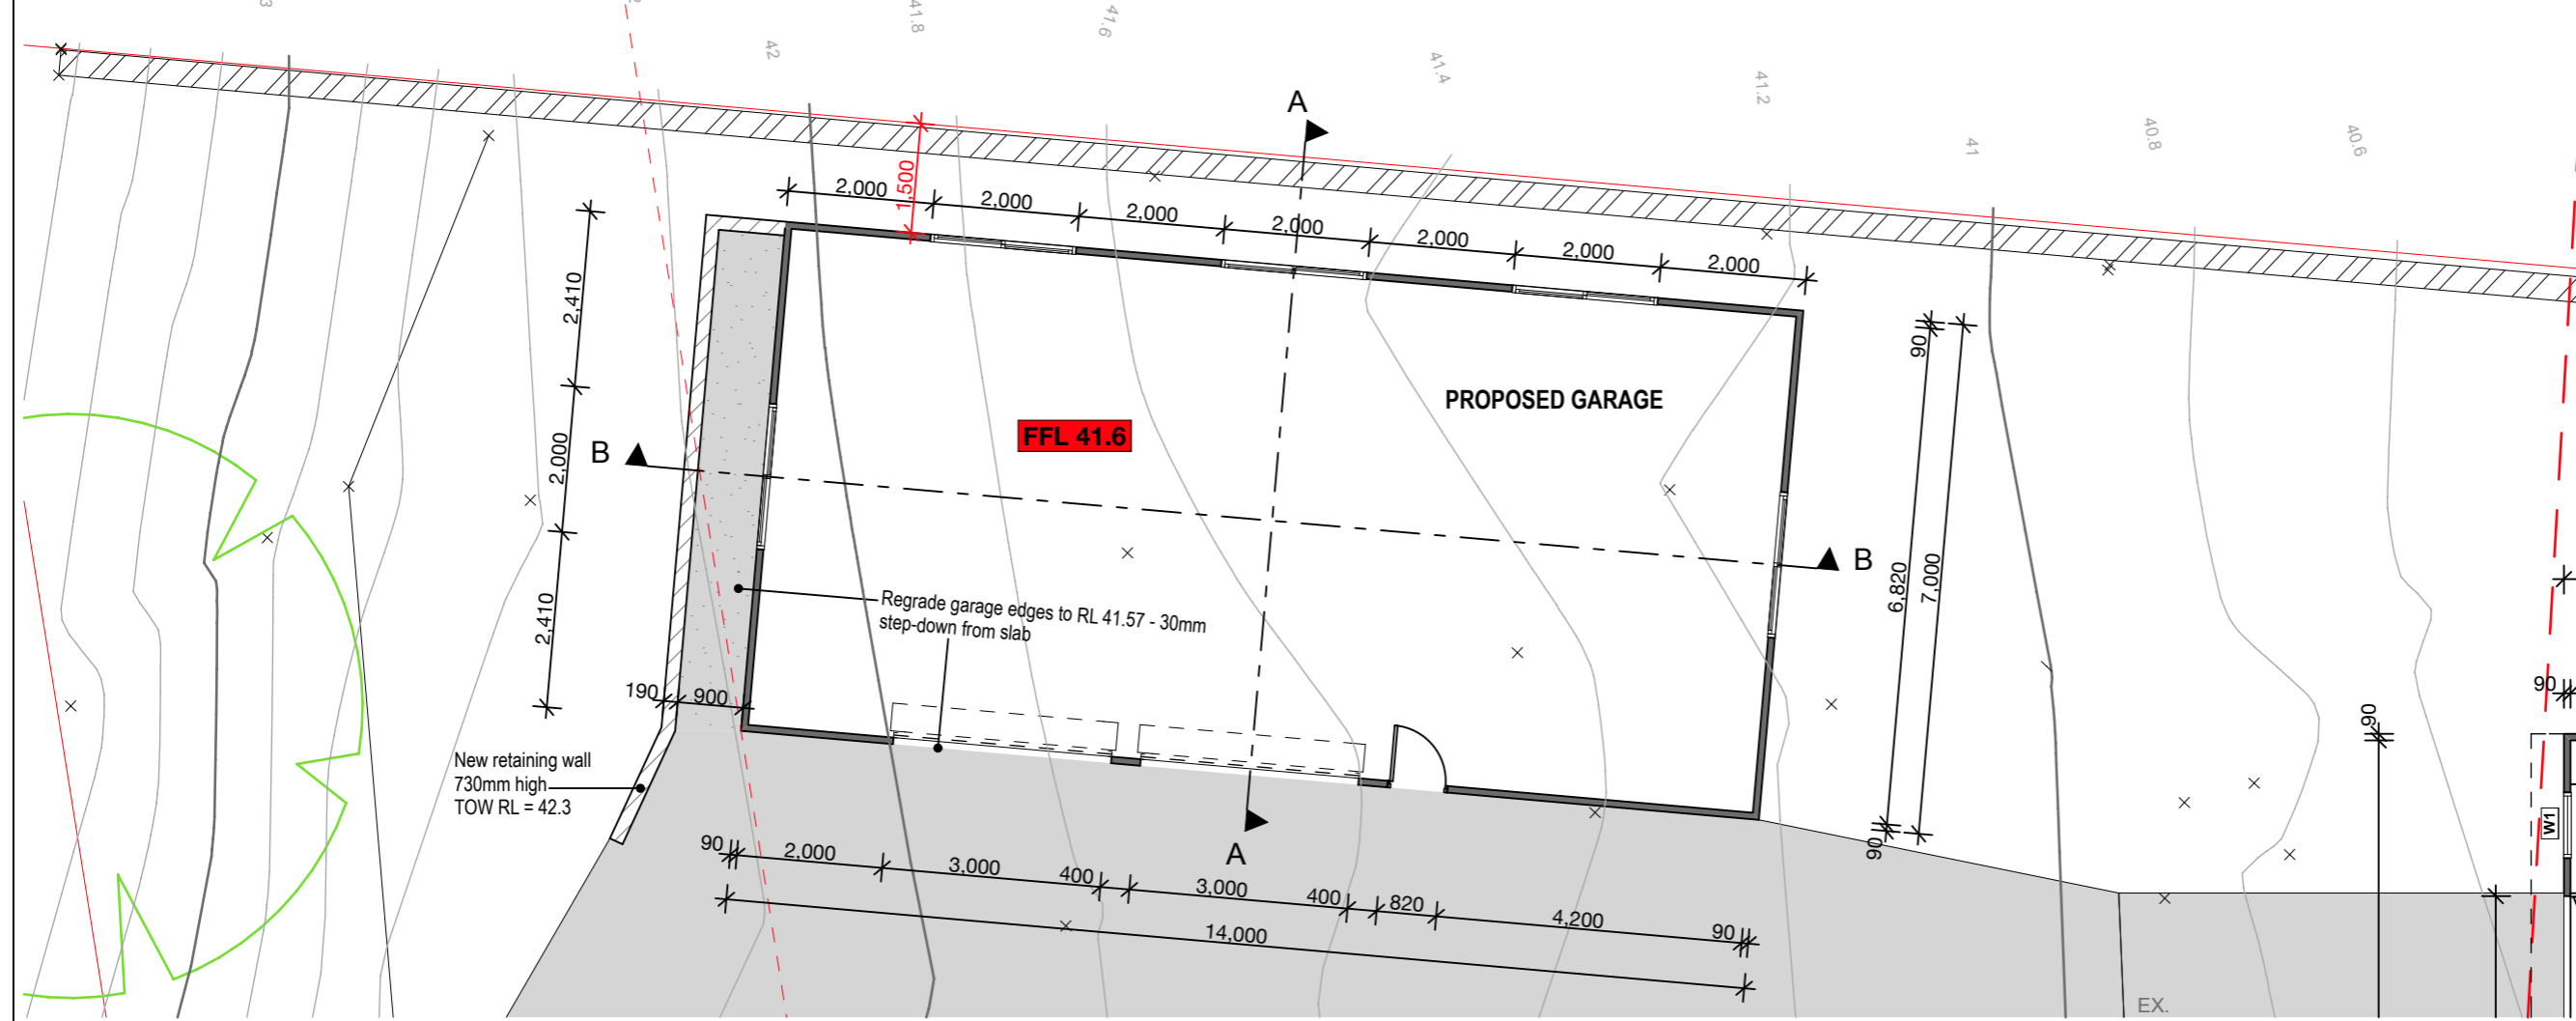 3
42
41.8
41.6
41.4
41.2
41
40.8
40.6
A
1,500
2,000
2,000
2,000
2,000
2,000
2,000
2,000
2,410
2,000
2,410
B
FFL 41.6
PROPOSED GARAGE
B
90
6,820
7,000
90
Regrade garage edges to RL 41.57 - 30mm
step-down from slab
190
900
New retaining wall
730mm high
TOW RL = 42.3
A
90
2,000
3,000
400
3,000
400
820
4,200
90
14,000
90
90
W1
EX.